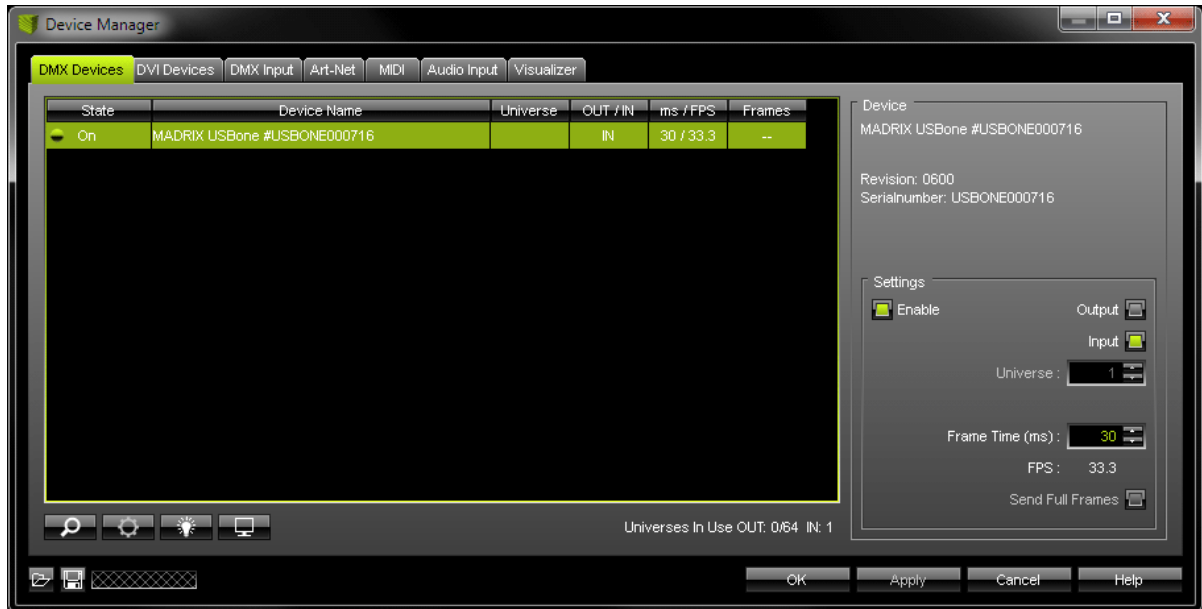 Device Manager
DMX Devices DVI Devices DMX Input Art-Net MIDI Audio Input Visualizer
State Device Name Universe OUT / IN ms / FPS Frames
On MADRIX USBone #USBONE000716 IN 30 / 33.3 --
Device
MADRIX USBone #USBONE000716
Revision: 0600
Serialnumber: USBONE000716
Settings
Enable Output
Input
Universe : 1
Frame Time (ms) : 30
FPS : 33.3
Send Full Frames
Universes In Use OUT: 0/64 IN: 1
OK Apply Cancel Help